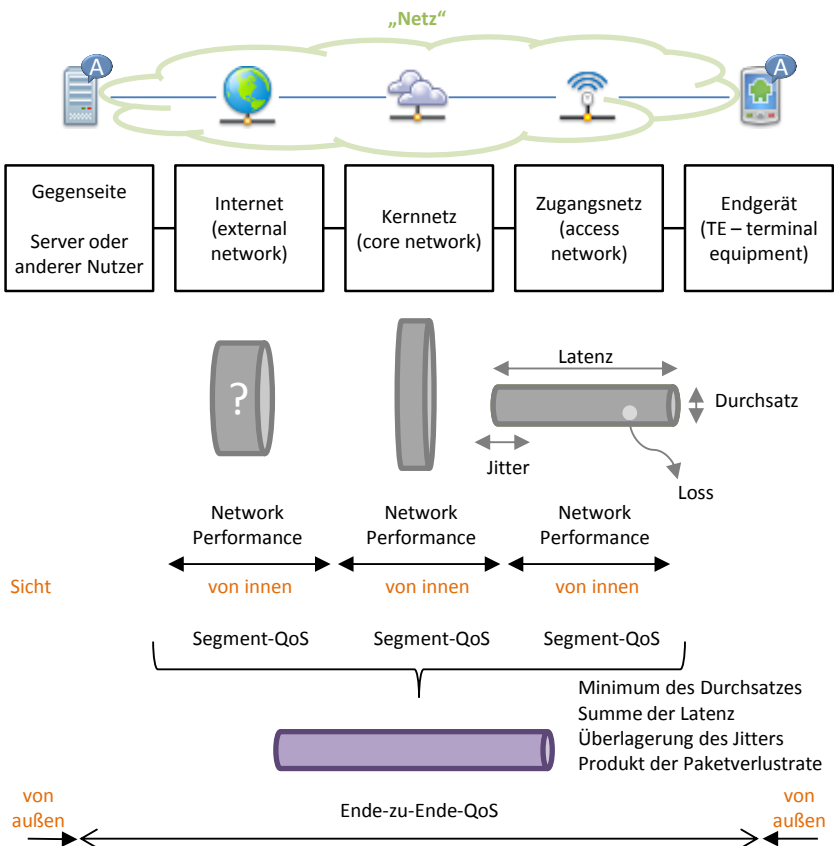 „Netz“
A
A
Gegenseite
Server oder
anderer Nutzer
Internet
(external
network)
Kernnetz
(core network)
Zugangsnetz
(access
network)
Endgerät
(TE – terminal
equipment)
?
Latenz
Durchsatz
Jitter
Loss
Network
Performance
Network
Performance
Network
Performance
Sicht
von innen
von innen
von innen
Segment-QoS
Segment-QoS
Segment-QoS
Minimum des Durchsatzes
Summe der Latenz
Überlagerung des Jitters
Produkt der Paketverlustrate
von
außen
Ende-zu-Ende-QoS
von
außen